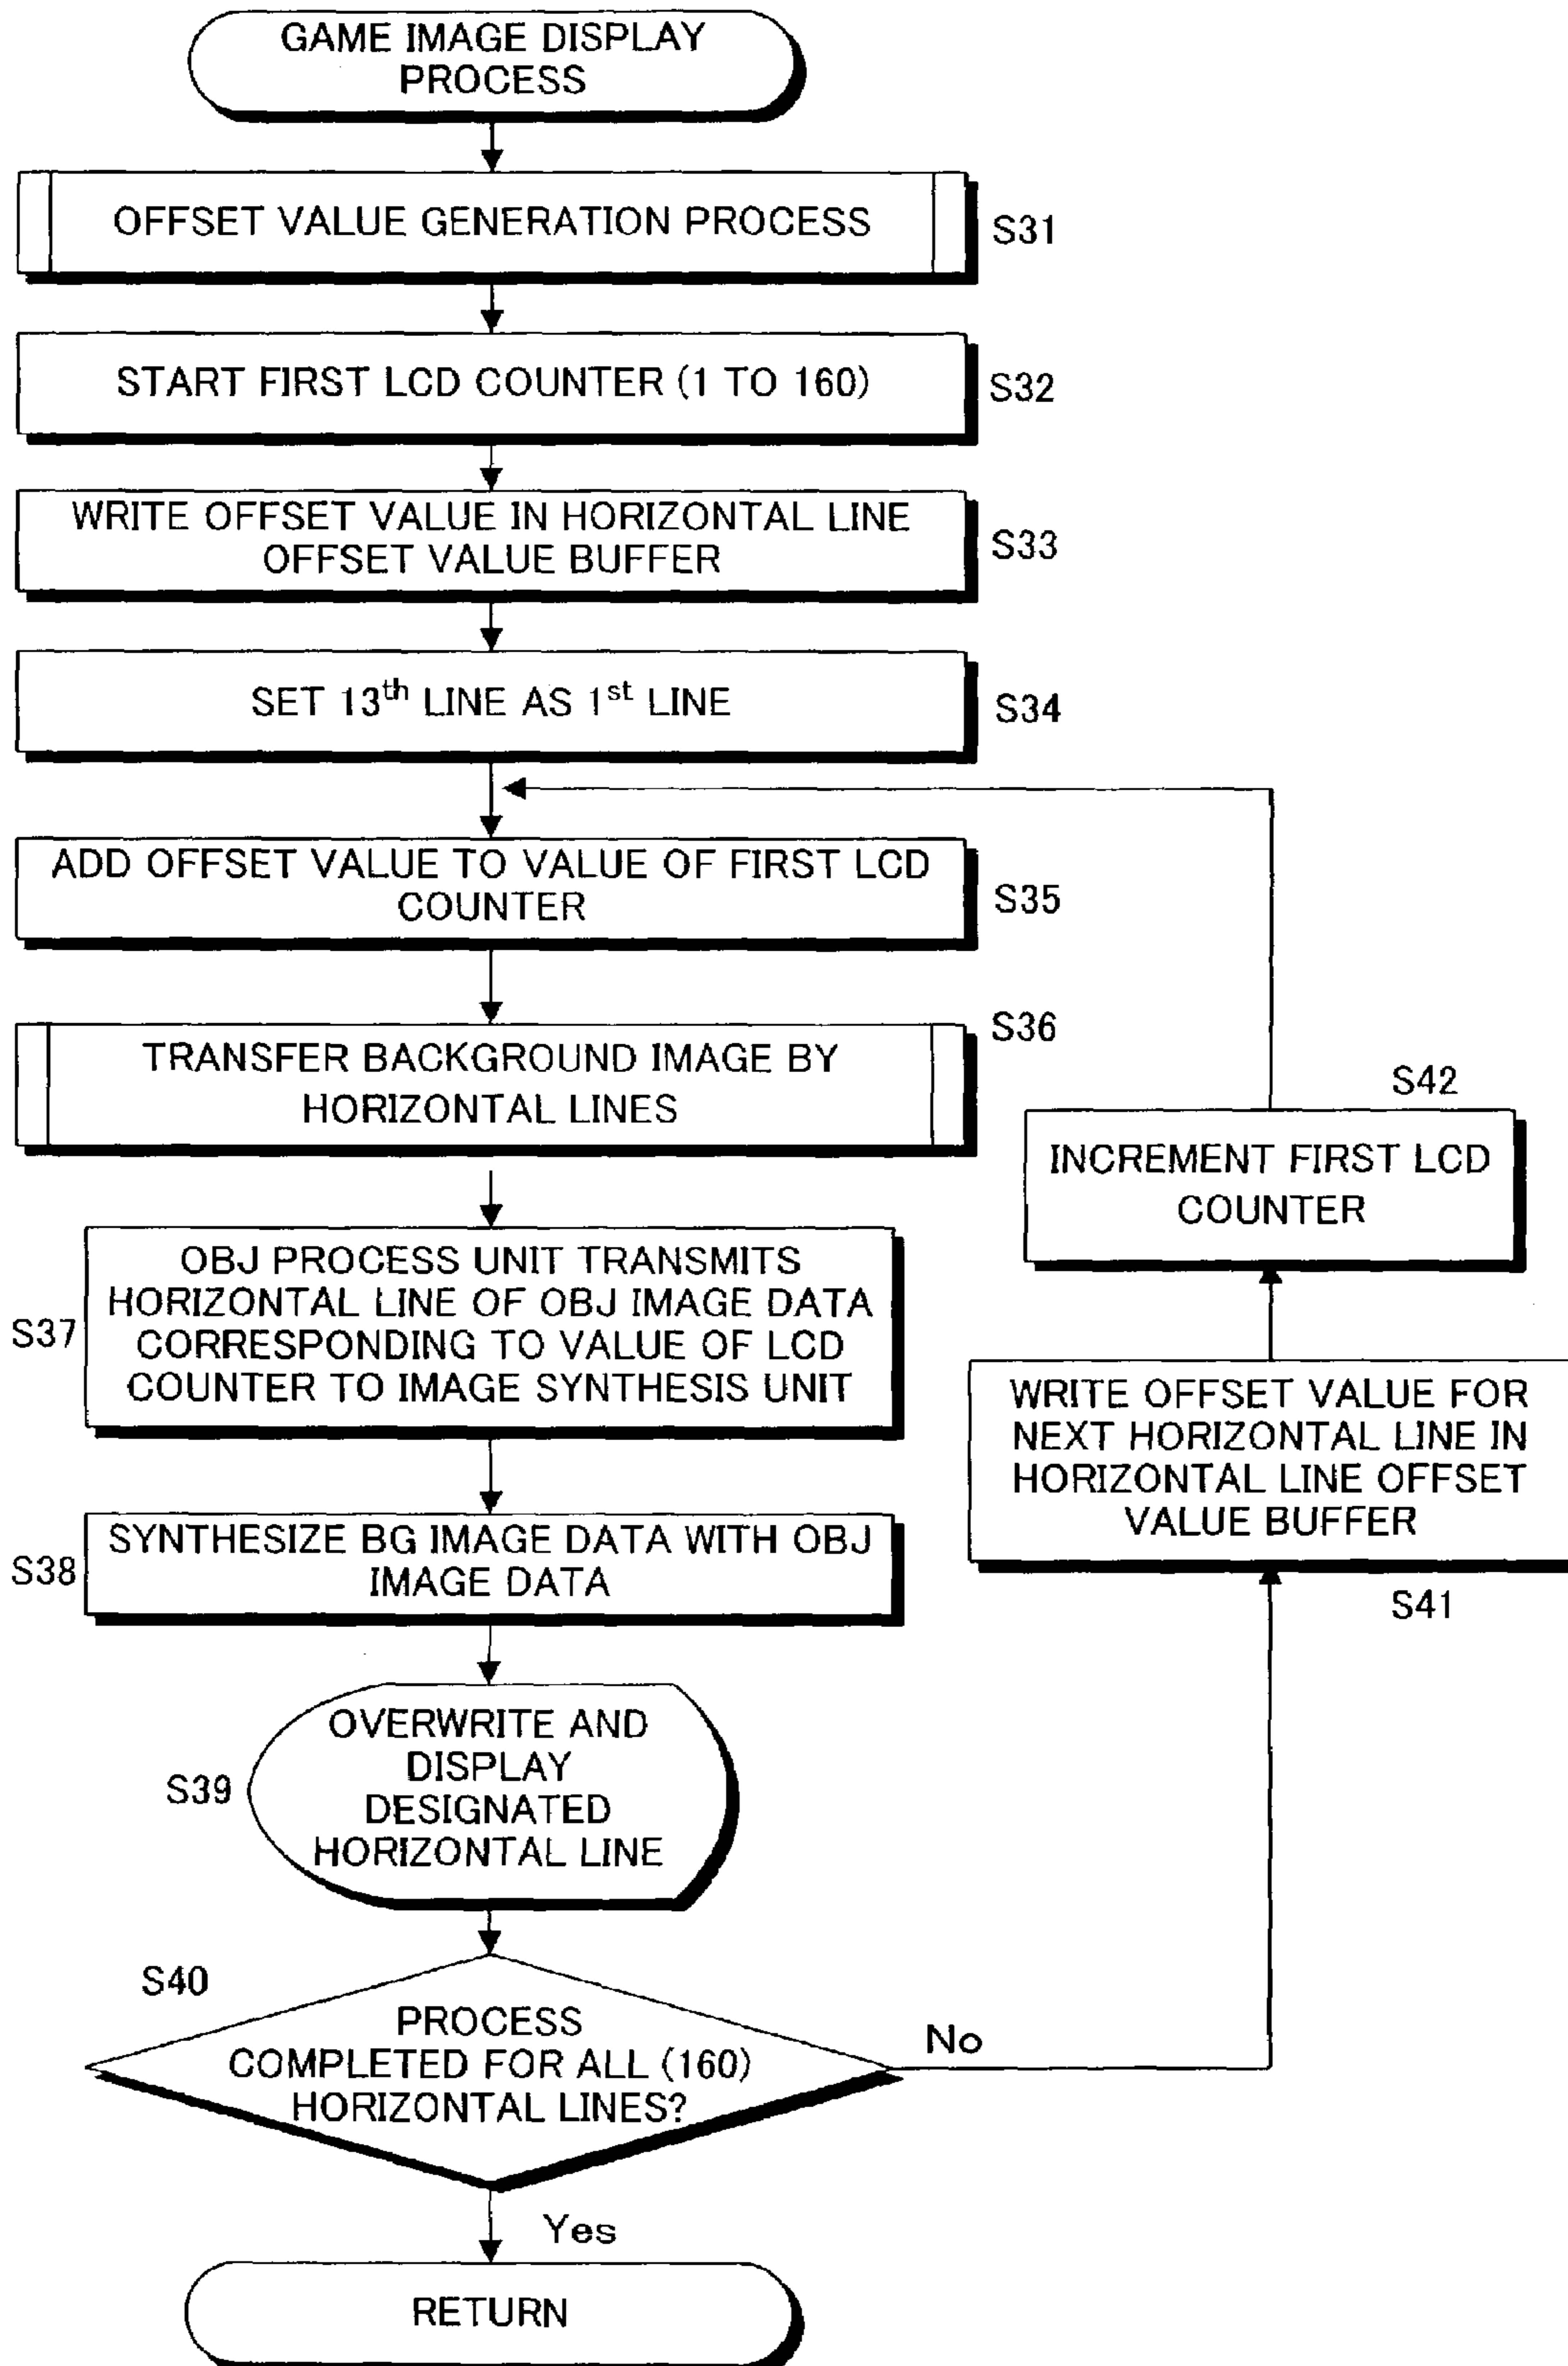 GAME IMAGE DISPLAY
PROCESS
OFFSET VALUE GENERATION PROCESS
S31
START FIRST LCD COUNTER (1 TO 160)
S32
WRITE OFFSET VALUE IN HORIZONTAL LINE
OFFSET VALUE BUFFER
S33
SET 13th LINE AS 1st LINE
S34
ADD OFFSET VALUE TO VALUE OF FIRST LCD
COUNTER
S35
TRANSFER BACKGROUND IMAGE BY
HORIZONTAL LINES
S36
OBJ PROCESS UNIT TRANSMITS
HORIZONTAL LINE OF OBJ IMAGE DATA
CORRESPONDING TO VALUE OF LCD
COUNTER TO IMAGE SYNTHESIS UNIT
S37
SYNTHESIZE BG IMAGE DATA WITH OBJ
IMAGE DATA
S38
OVERWRITE AND
DISPLAY
DESIGNATED
HORIZONTAL LINE
S39
S40
PROCESS
COMPLETED FOR ALL (160)
HORIZONTAL LINES?
No
Yes
RETURN
WRITE OFFSET VALUE FOR
NEXT HORIZONTAL LINE IN
HORIZONTAL LINE OFFSET
VALUE BUFFER
S41
S42
INCREMENT FIRST LCD
COUNTER